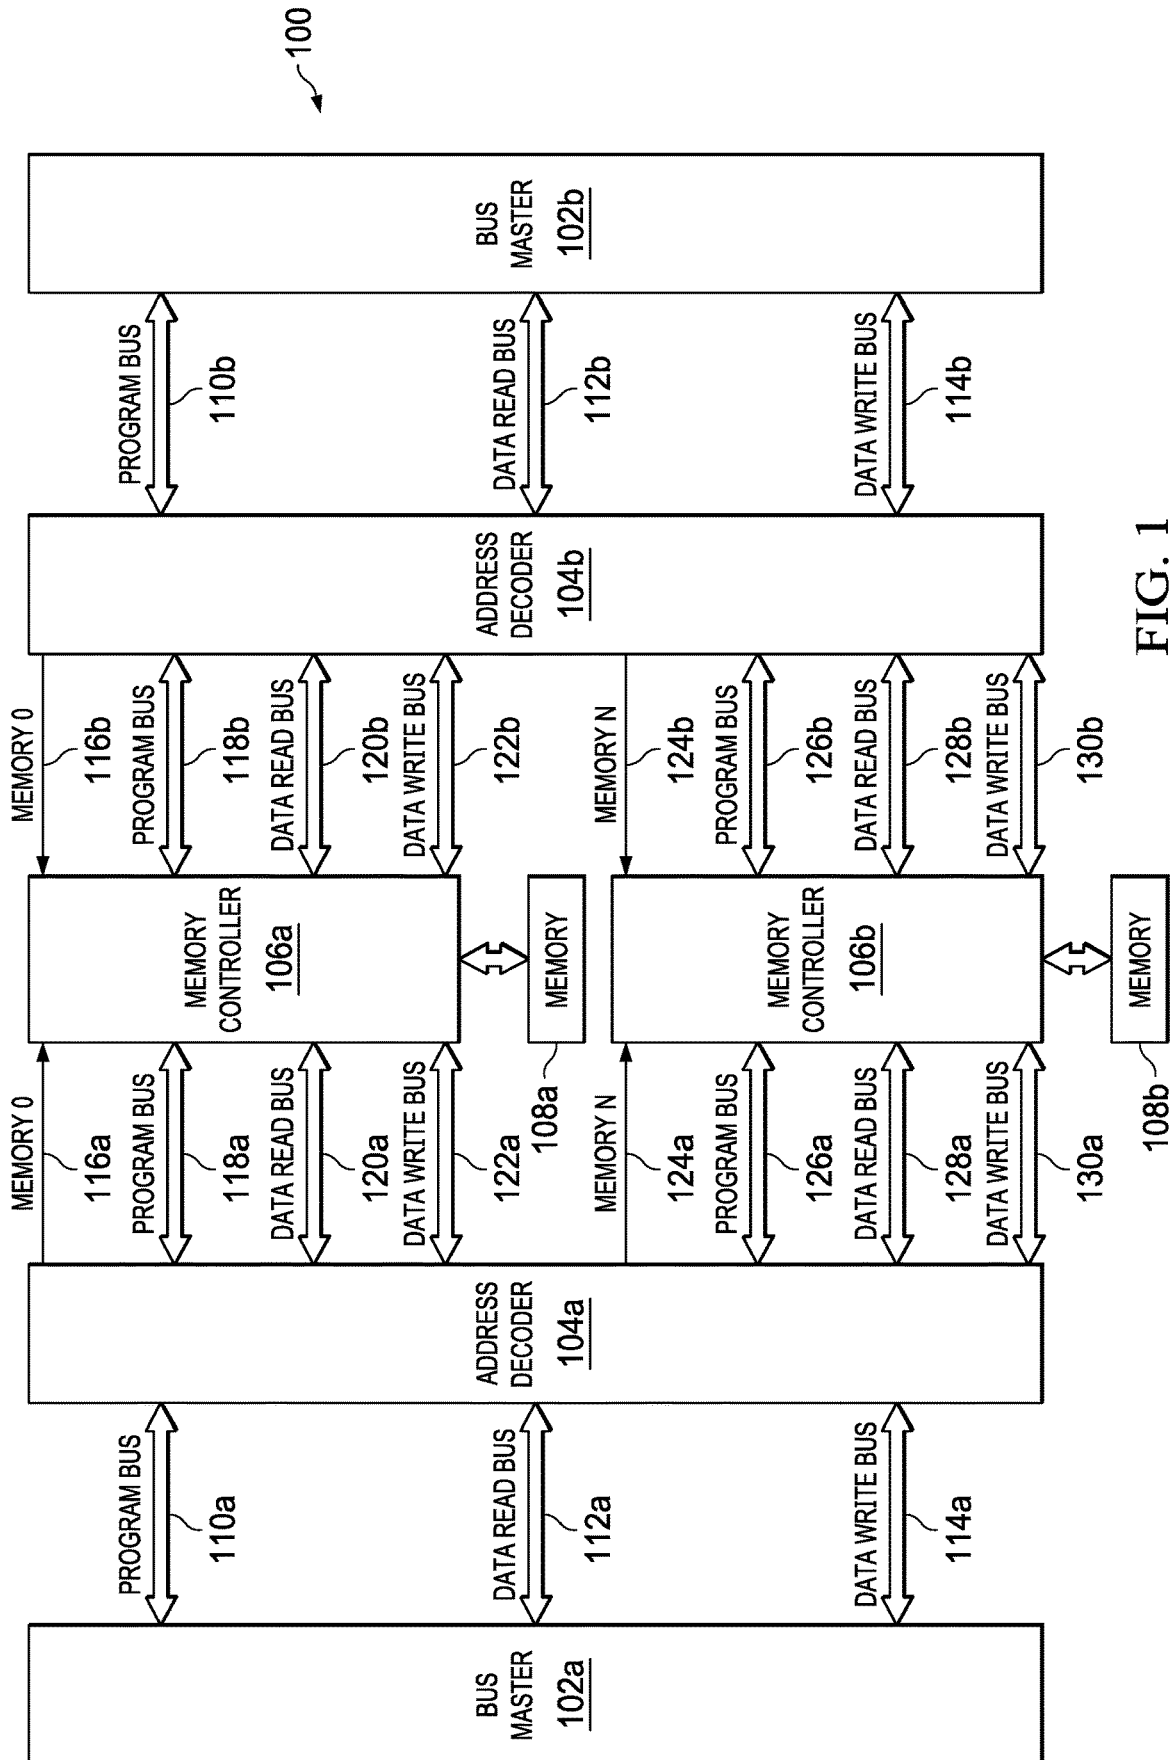 100
BUS
MASTER
102a
PROGRAM BUS
110a
DATA READ BUS
112a
DATA WRITE BUS
114a
ADDRESS
DECODER
104a
MEMORY 0
116a
PROGRAM BUS
118a
DATA READ BUS
120a
DATA WRITE BUS
122a
MEMORY N
124a
PROGRAM BUS
126a
DATA READ BUS
128a
DATA WRITE BUS
130a
MEMORY
CONTROLLER
106a
MEMORY
108a
MEMORY
CONTROLLER
106b
MEMORY
108b
MEMORY 0
116b
PROGRAM BUS
118b
DATA READ BUS
120b
DATA WRITE BUS
122b
MEMORY N
124b
PROGRAM BUS
126b
DATA READ BUS
128b
DATA WRITE BUS
130b
ADDRESS
DECODER
104b
PROGRAM BUS
110b
DATA READ BUS
112b
DATA WRITE BUS
114b
BUS
MASTER
102b
FIG. 1